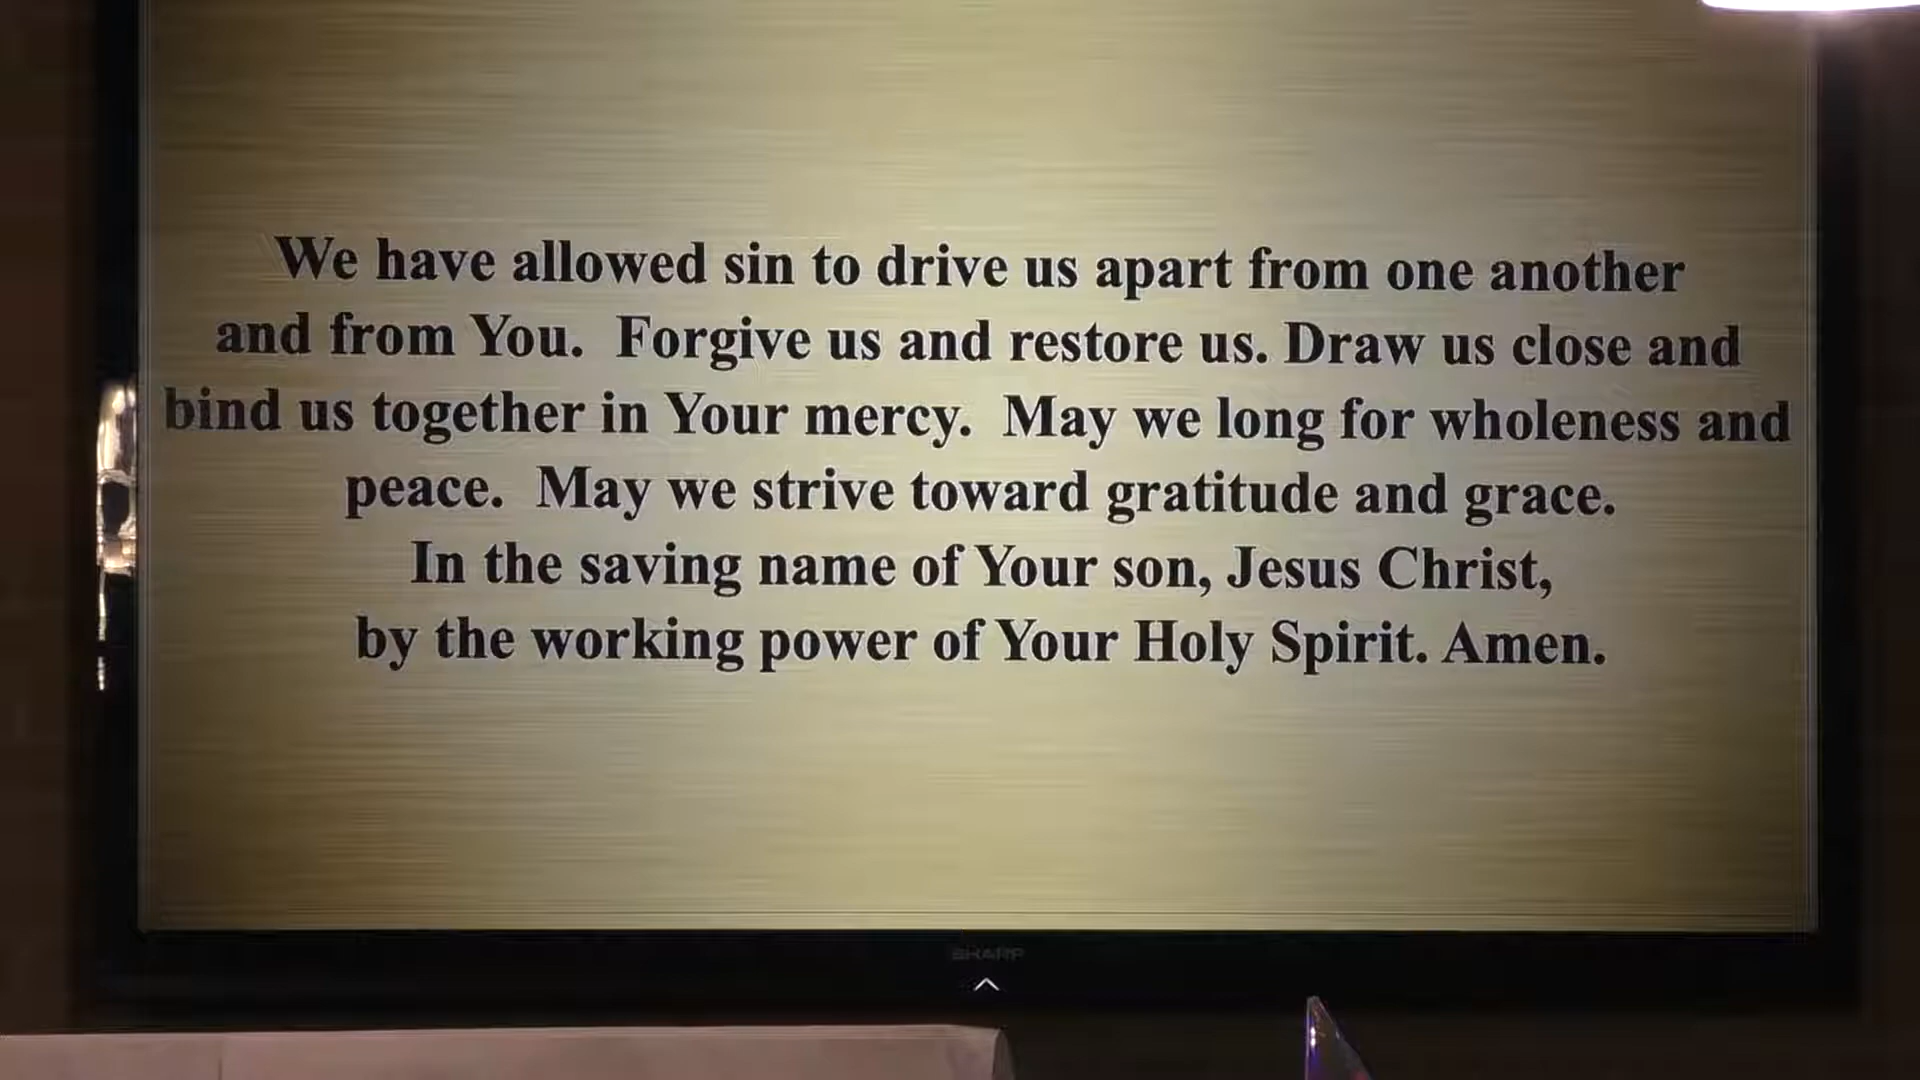 We have allowed sin to drive us apart from one another
and from You.  Forgive us and restore us. Draw us close and
bind us together in Your mercy.  May we long for wholeness and
peace.  May we strive toward gratitude and grace.
In the saving name of Your son, Jesus Christ,
by the working power of Your Holy Spirit. Amen.
SHARP